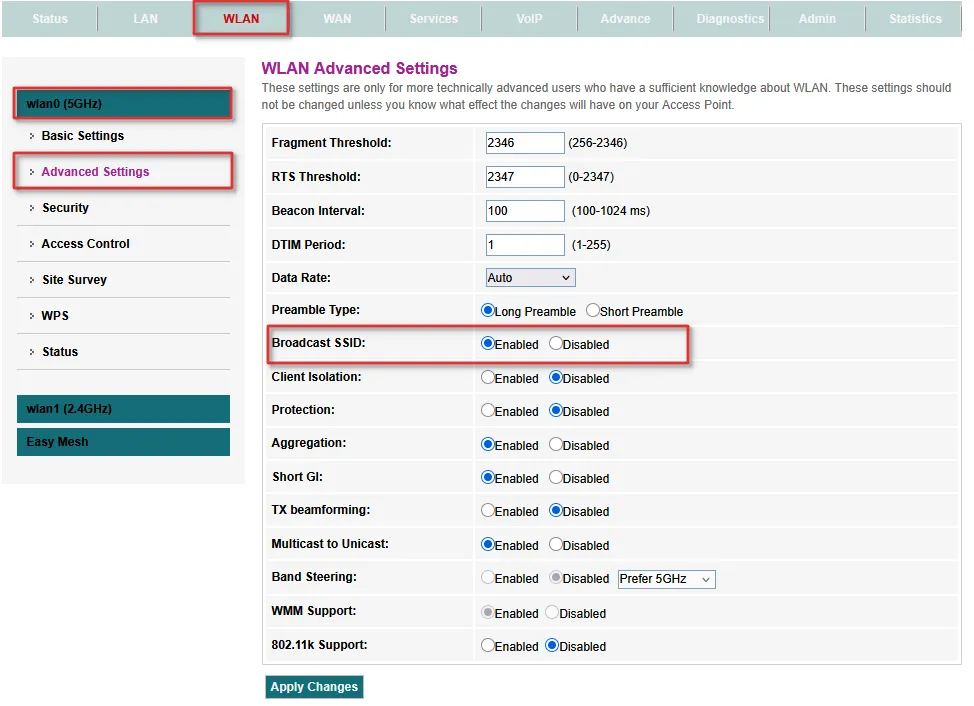 Status LAN WLAN WAN Services VoIP Advance Diagnostics Admin Statistics
wlan0 (5GHz)
Basic Settings
Advanced Settings
Security
Access Control
Site Survey
WPS
Status
wlan1 (2.4GHz)
Easy Mesh
WLAN Advanced Settings
These settings are only for more technically advanced users who have a sufficient knowledge about WLAN. These settings should
not be changed unless you know what effect the changes will have on your Access Point.
Fragment Threshold: 2346 (256-2346)
RTS Threshold: 2347 (0-2347)
Beacon Interval: 100 (100-1024 ms)
DTIM Period: 1 (1-255)
Data Rate: Auto
Preamble Type: Long Preamble Short Preamble
Broadcast SSID: Enabled Disabled
Client Isolation: Enabled Disabled
Protection: Enabled Disabled
Aggregation: Enabled Disabled
Short GI: Enabled Disabled
TX beamforming: Enabled Disabled
Multicast to Unicast: Enabled Disabled
Band Steering: Enabled Disabled Prefer 5GHz
WMM Support: Enabled Disabled
802.11k Support: Enabled Disabled
Apply Changes